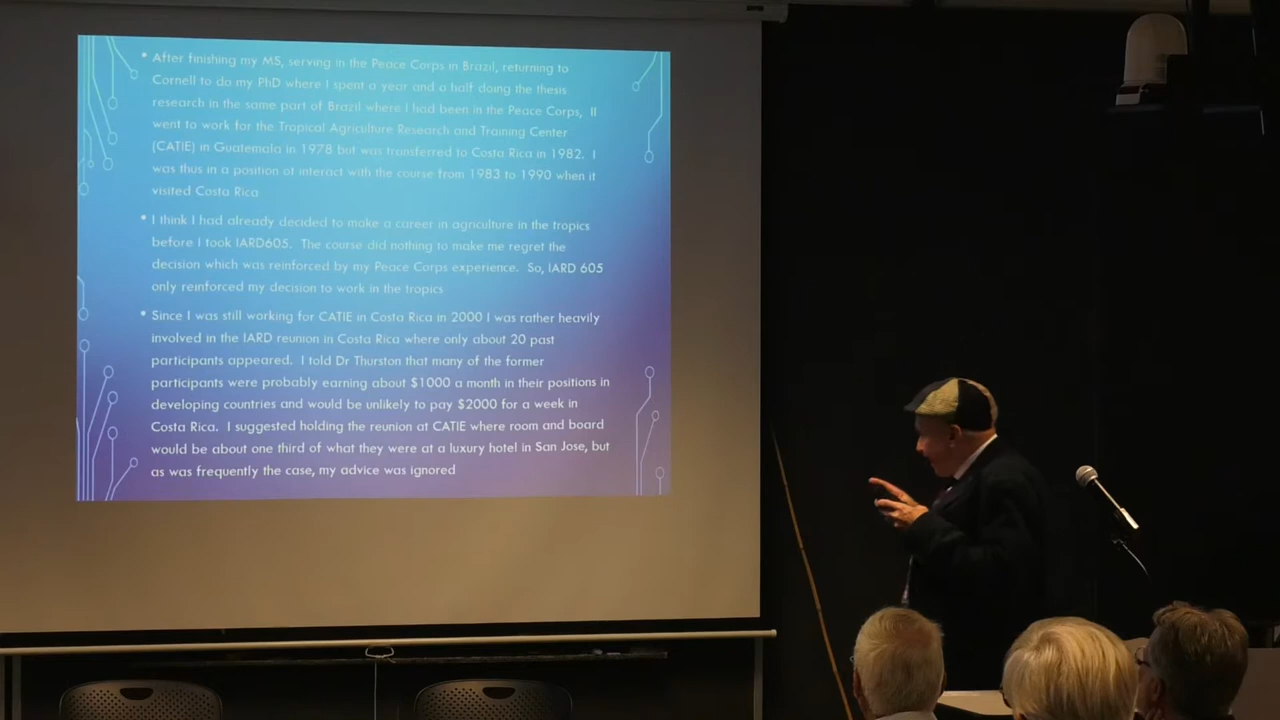 • After finishing my MS, serving in the Peace Corps in Brazil, returning to
Cornell to do my PhD where I spent a year and a half doing the thesis
research in the same part of Brazil where I had been in the Peace Corps, II
went to work for the Tropical Agriculture Research and Training Center
(CATIE) in Guatemala in 1978 but was transferred to Costa Rica in 1982. I
was thus in a position ot interact with the course from 1983 to 1990 when it
visited Costa Rica
• I think I had already decided to make a career in agriculture in the tropics
before I took IARD605. The course did nothing to make me regret the
decision which was reinforced by my Peace Corps experience. So, IARD 605
only reinforced my decision to work in the tropics
• Since I was still working for CATIE in Costa Rica in 2000 I was rather heavily
involved in the IARD reunion in Costa Rica where only about 20 past
participants appeared. I told Dr Thurston that many of the former
participants were probably earning about $1000 a month in their positions in
developing countries and would be unlikely to pay $2000 for a week in
Costa Rica. I suggested holding the reunion at CATIE where room and board
would be about one third of what they were at a luxury hotel in San Jose, but
as was frequently the case, my advice was ignored